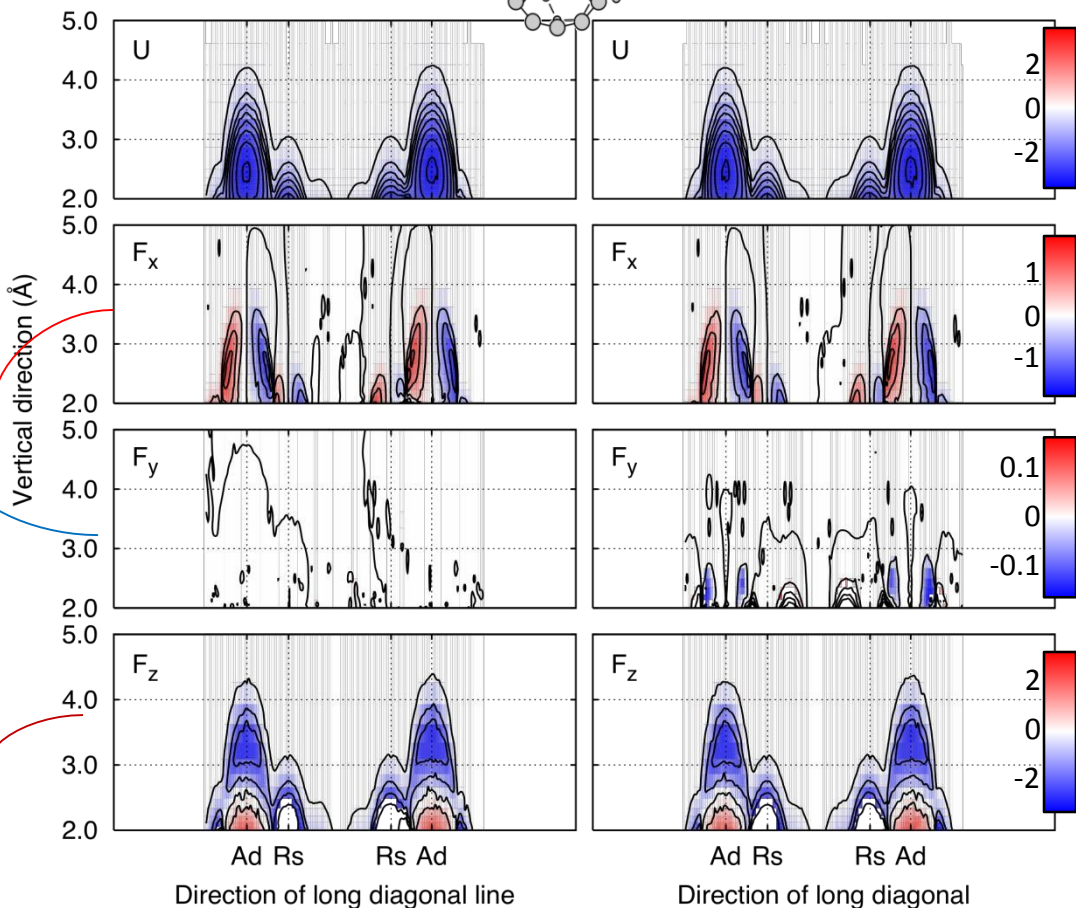 5.0
U
U
2
4.0
0
3.0
-2
2.0
5.0
Fx
Fx
1
4.0
0
3.0
-1
2.0
Vertical direction (Å)
5.0
Fy
Fy
0.1
4.0
0
3.0
-0.1
2.0
5.0
Fz
Fz
2
4.0
0
3.0
-2
2.0
Ad Rs Rs Ad
Ad Rs Rs Ad
Direction of long diagonal line
Direction of long diagonal